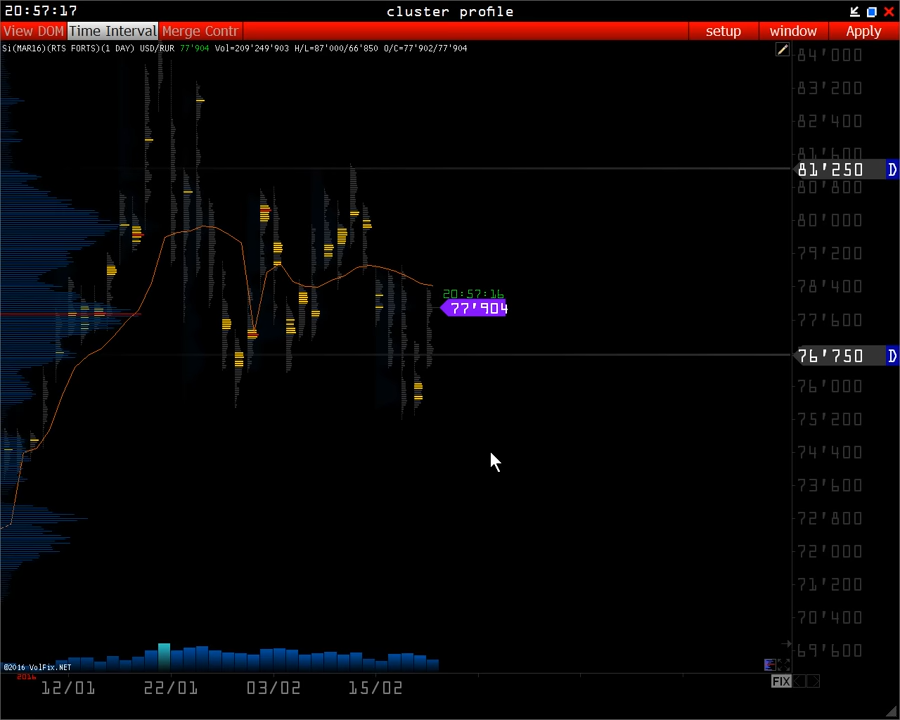 20:57:17
cluster profile
View DOM Time Interval Merge Contr setup window Apply
Si(MAR16)(RTS FORTS)(1 DAY) USD/RUR 77'904 Vol=209'249'903 H/L=87'000/66'850 O/C=77'902/77'904
84'000
83'200
82'400
81'600
81'250 D
80'800
80'000
79'200
78'400
20:57:16
77'904
77'600
76'750 D
76'000
75'200
74'400
73'600
72'800
72'000
71'200
70'400
69'600
©2016 VolFix.NET
2016
FIX
12/01 22/01 03/02 15/02